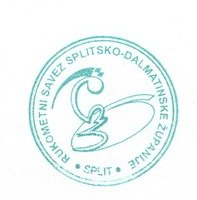 RUKOMETNI SAVEZ SPLITSKO-DALMATINSKE ŽUPANIJE
• SPLIT •